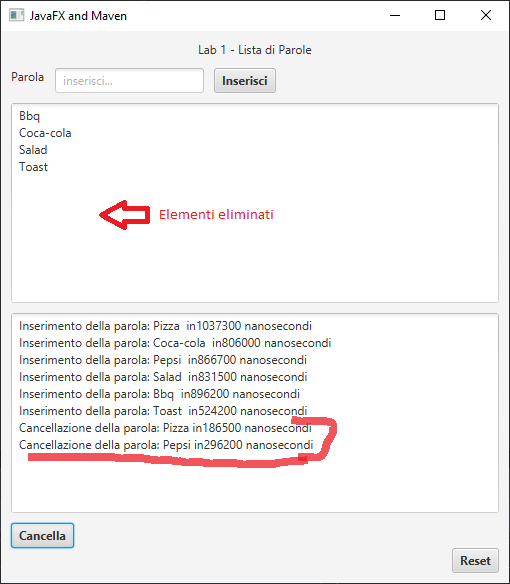 JavaFX and Maven
Lab 1 - Lista di Parole
Parola inserisci... Inserisci
Bbq
Coca-cola
Salad
Toast
Elementi eliminati
Inserimento della parola: Pizza  in1037300 nanosecondi
Inserimento della parola: Coca-cola  in806000 nanosecondi
Inserimento della parola: Pepsi  in866700 nanosecondi
Inserimento della parola: Salad  in831500 nanosecondi
Inserimento della parola: Bbq  in896200 nanosecondi
Inserimento della parola: Toast  in524200 nanosecondi
Cancellazione della parola: Pizza in186500 nanosecondi
Cancellazione della parola: Pepsi in296200 nanosecondi
Cancella
Reset